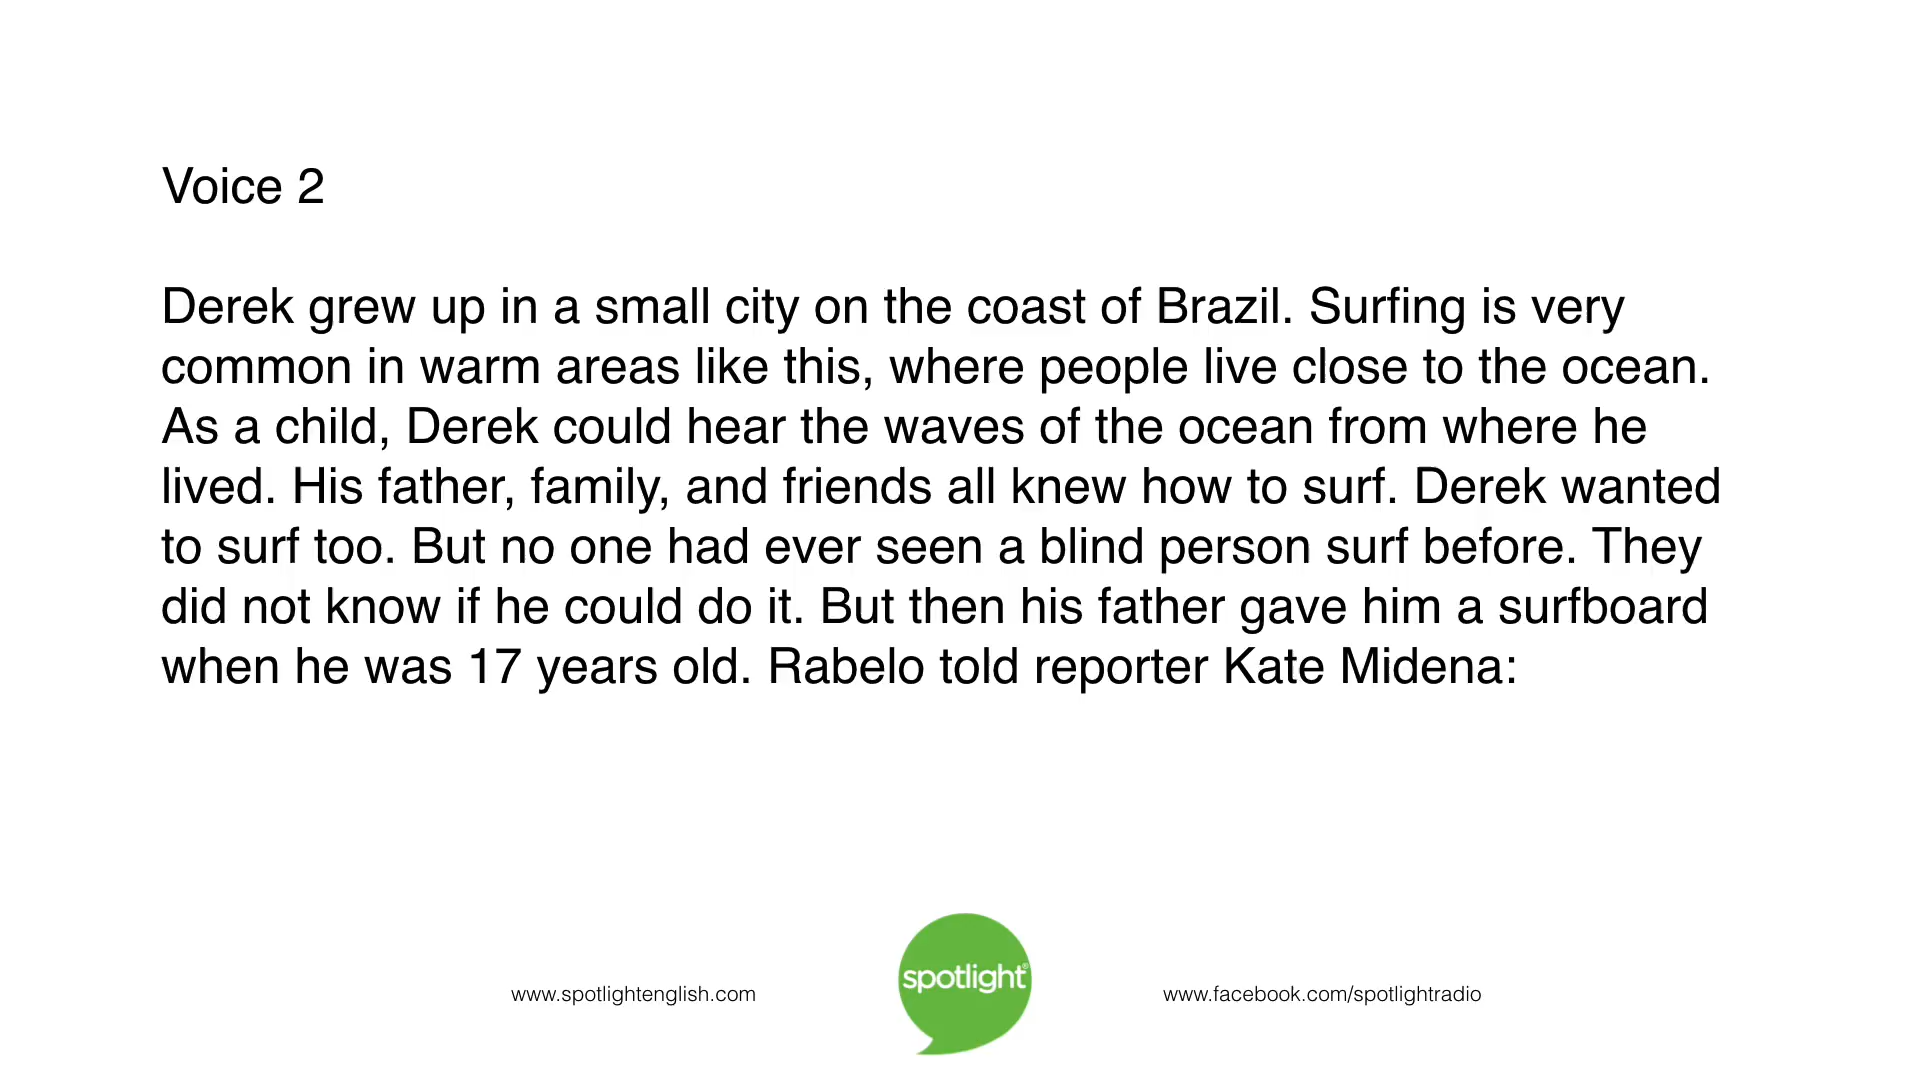 Voice 2
Derek grew up in a small city on the coast of Brazil. Surfing is very
common in warm areas like this, where people live close to the ocean.
As a child, Derek could hear the waves of the ocean from where he
lived. His father, family, and friends all knew how to surf. Derek wanted
to surf too. But no one had ever seen a blind person surf before. They
did not know if he could do it. But then his father gave him a surfboard
when he was 17 years old. Rabelo told reporter Kate Midena:
www.spotlightenglish.com
spotlight®
www.facebook.com/spotlightradio